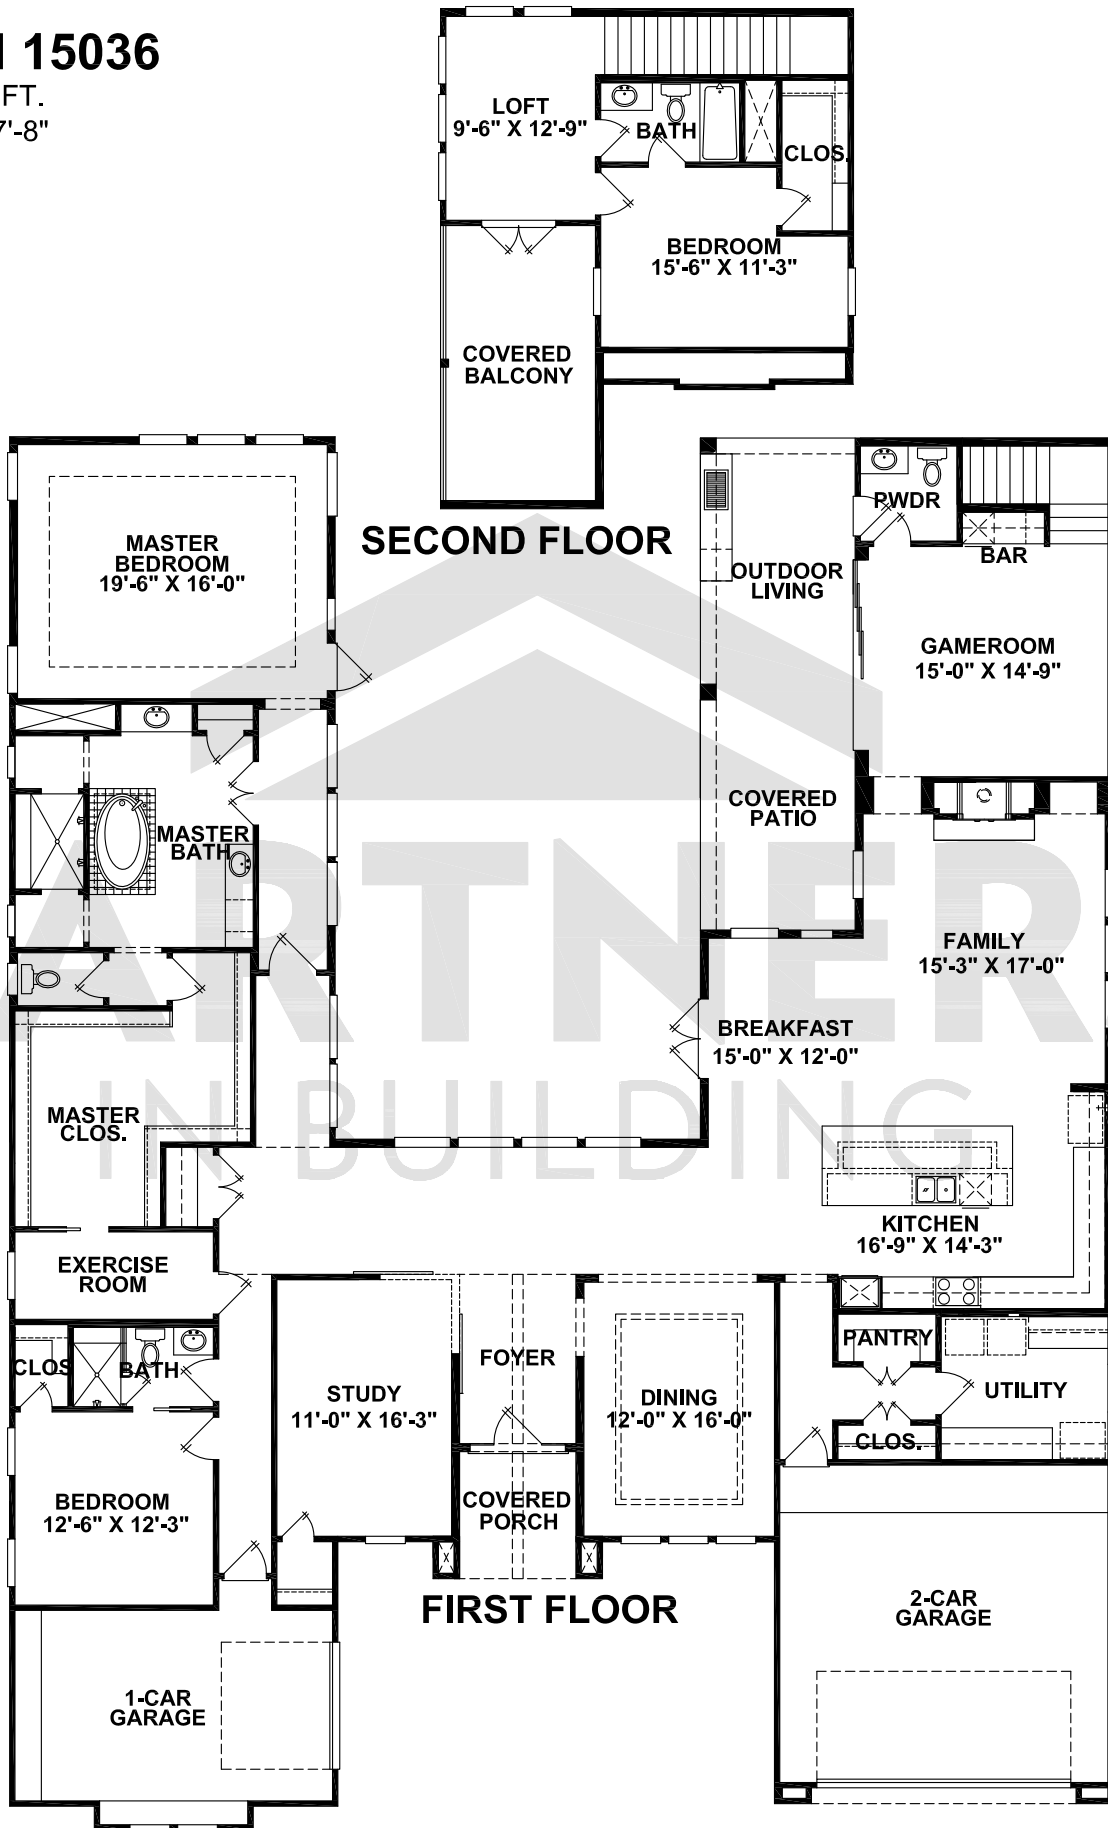 15036
FT.
7'-8"
LOFT
9'-6" X 12'-9"
BATH
CLOS.
BEDROOM
15'-6" X 11'-3"
COVERED
BALCONY
SECOND FLOOR
MASTER
BEDROOM
19'-6" X 16'-0"
PWDR
BAR
OUTDOOR
LIVING
GAMEROOM
15'-0" X 14'-9"
COVERED
PATIO
MASTER
BATH
FAMILY
15'-3" X 17'-0"
BREAKFAST
15'-0" X 12'-0"
MASTER
CLOS.
KITCHEN
16'-9" X 14'-3"
EXERCISE
ROOM
CLOS
BATH
STUDY
11'-0" X 16'-3"
FOYER
DINING
12'-0" X 16'-0"
PANTRY
UTILITY
CLOS.
BEDROOM
12'-6" X 12'-3"
COVERED
PORCH
FIRST FLOOR
2-CAR
GARAGE
1-CAR
GARAGE
ARTNER
IN BUILDING